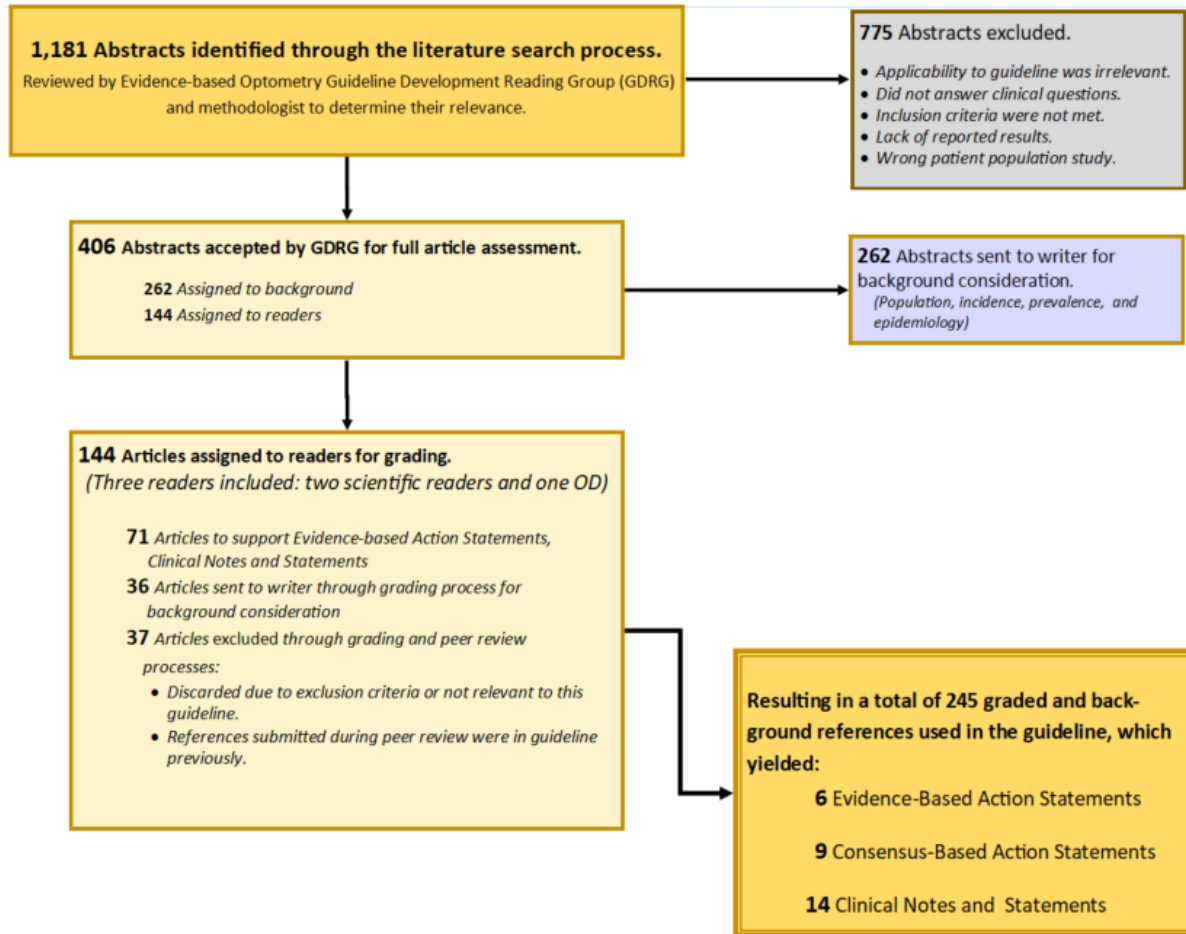 1,181 Abstracts identified through the literature search process.
Reviewed by Evidence-based Optometry Guideline Development Reading Group (GDRG)
and methodologist to determine their relevance.
775 Abstracts excluded.
• Applicability to guideline was irrelevant.
• Did not answer clinical questions.
• Inclusion criteria were not met.
• Lack of reported results.
• Wrong patient population study.
406 Abstracts accepted by GDRG for full article assessment.
262 Assigned to background
144 Assigned to readers
262 Abstracts sent to writer for
background consideration.
(Population, incidence, prevalence, and
epidemiology)
144 Articles assigned to readers for grading.
(Three readers included: two scientific readers and one OD)
71 Articles to support Evidence-based Action Statements,
Clinical Notes and Statements
36 Articles sent to writer through grading process for
background consideration
37 Articles excluded through grading and peer review
processes:
• Discarded due to exclusion criteria or not relevant to this
guideline.
• References submitted during peer review were in guideline
previously.
Resulting in a total of 245 graded and back-
ground references used in the guideline, which
yielded:
6 Evidence-Based Action Statements
9 Consensus-Based Action Statements
14 Clinical Notes and Statements